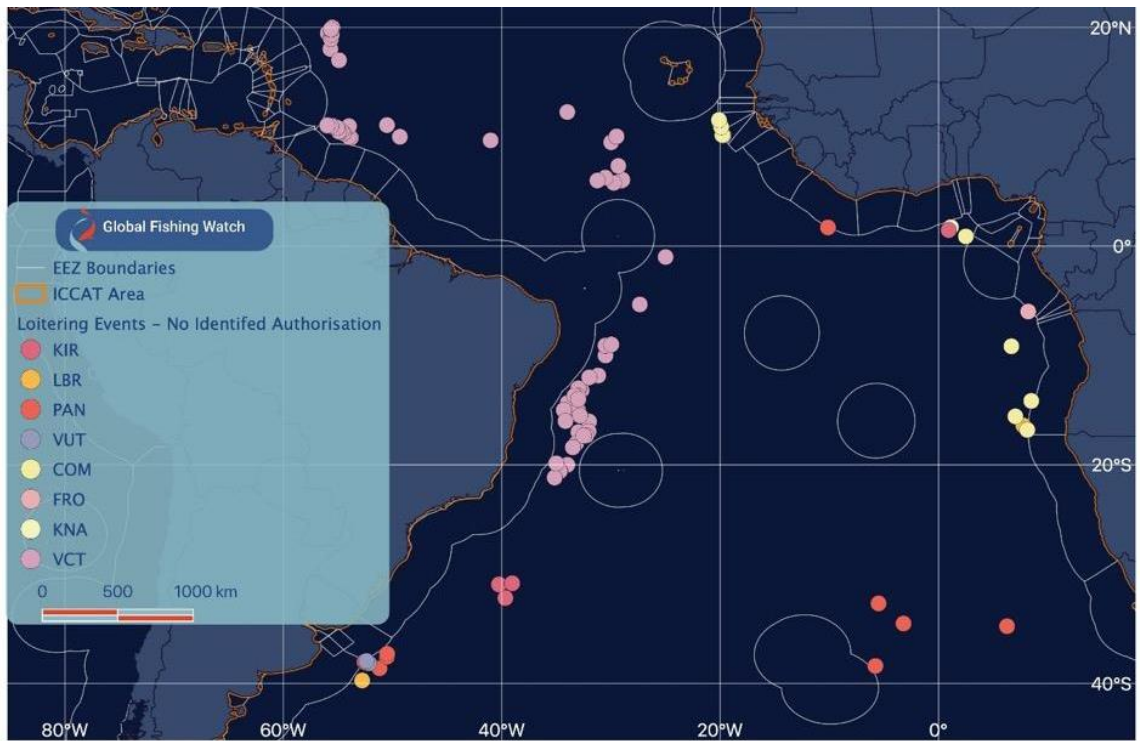 20°N
Global Fishing Watch
EEZ Boundaries
0°
ICCAT Area
Loitering Events - No Identifed Authorisation
KIR
LBR
PAN
VUT
COM
20°S
FRO
KNA
VCT
0 500 1000 km
40°S
80°W 60°W 40°W 20°W 0°